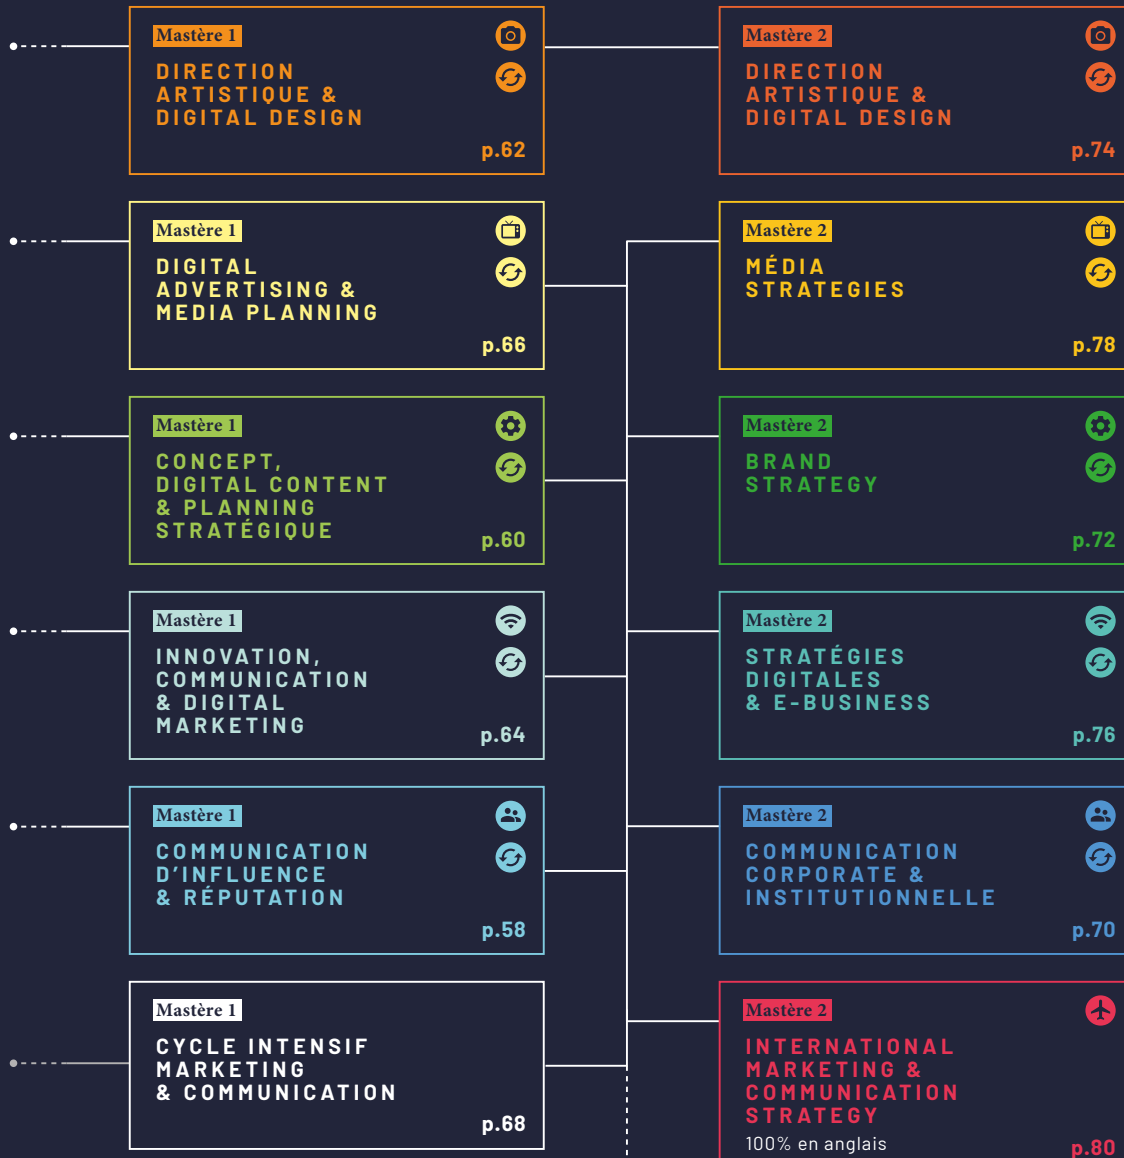 Mastère 1
DIRECTION
ARTISTIQUE &
DIGITAL DESIGN
p.62
Mastère 2
DIRECTION
ARTISTIQUE &
DIGITAL DESIGN
p.74
Mastère 1
DIGITAL
ADVERTISING &
MEDIA PLANNING
p.66
Mastère 2
MÉDIA
STRATEGIES
p.78
Mastère 1
CONCEPT,
DIGITAL CONTENT
& PLANNING
STRATÉGIQUE
p.60
Mastère 2
BRAND
STRATEGY
p.72
Mastère 1
INNOVATION,
COMMUNICATION
& DIGITAL
MARKETING
p.64
Mastère 2
STRATÉGIES
DIGITALES
& E-BUSINESS
p.76
Mastère 1
COMMUNICATION
D'INFLUENCE
& RÉPUTATION
p.58
Mastère 2
COMMUNICATION
CORPORATE &
INSTITUTIONNELLE
p.70
Mastère 1
CYCLE INTENSIF
MARKETING
& COMMUNICATION
p.68
Mastère 2
INTERNATIONAL
MARKETING &
COMMUNICATION
STRATEGY
100% en anglais
p.80